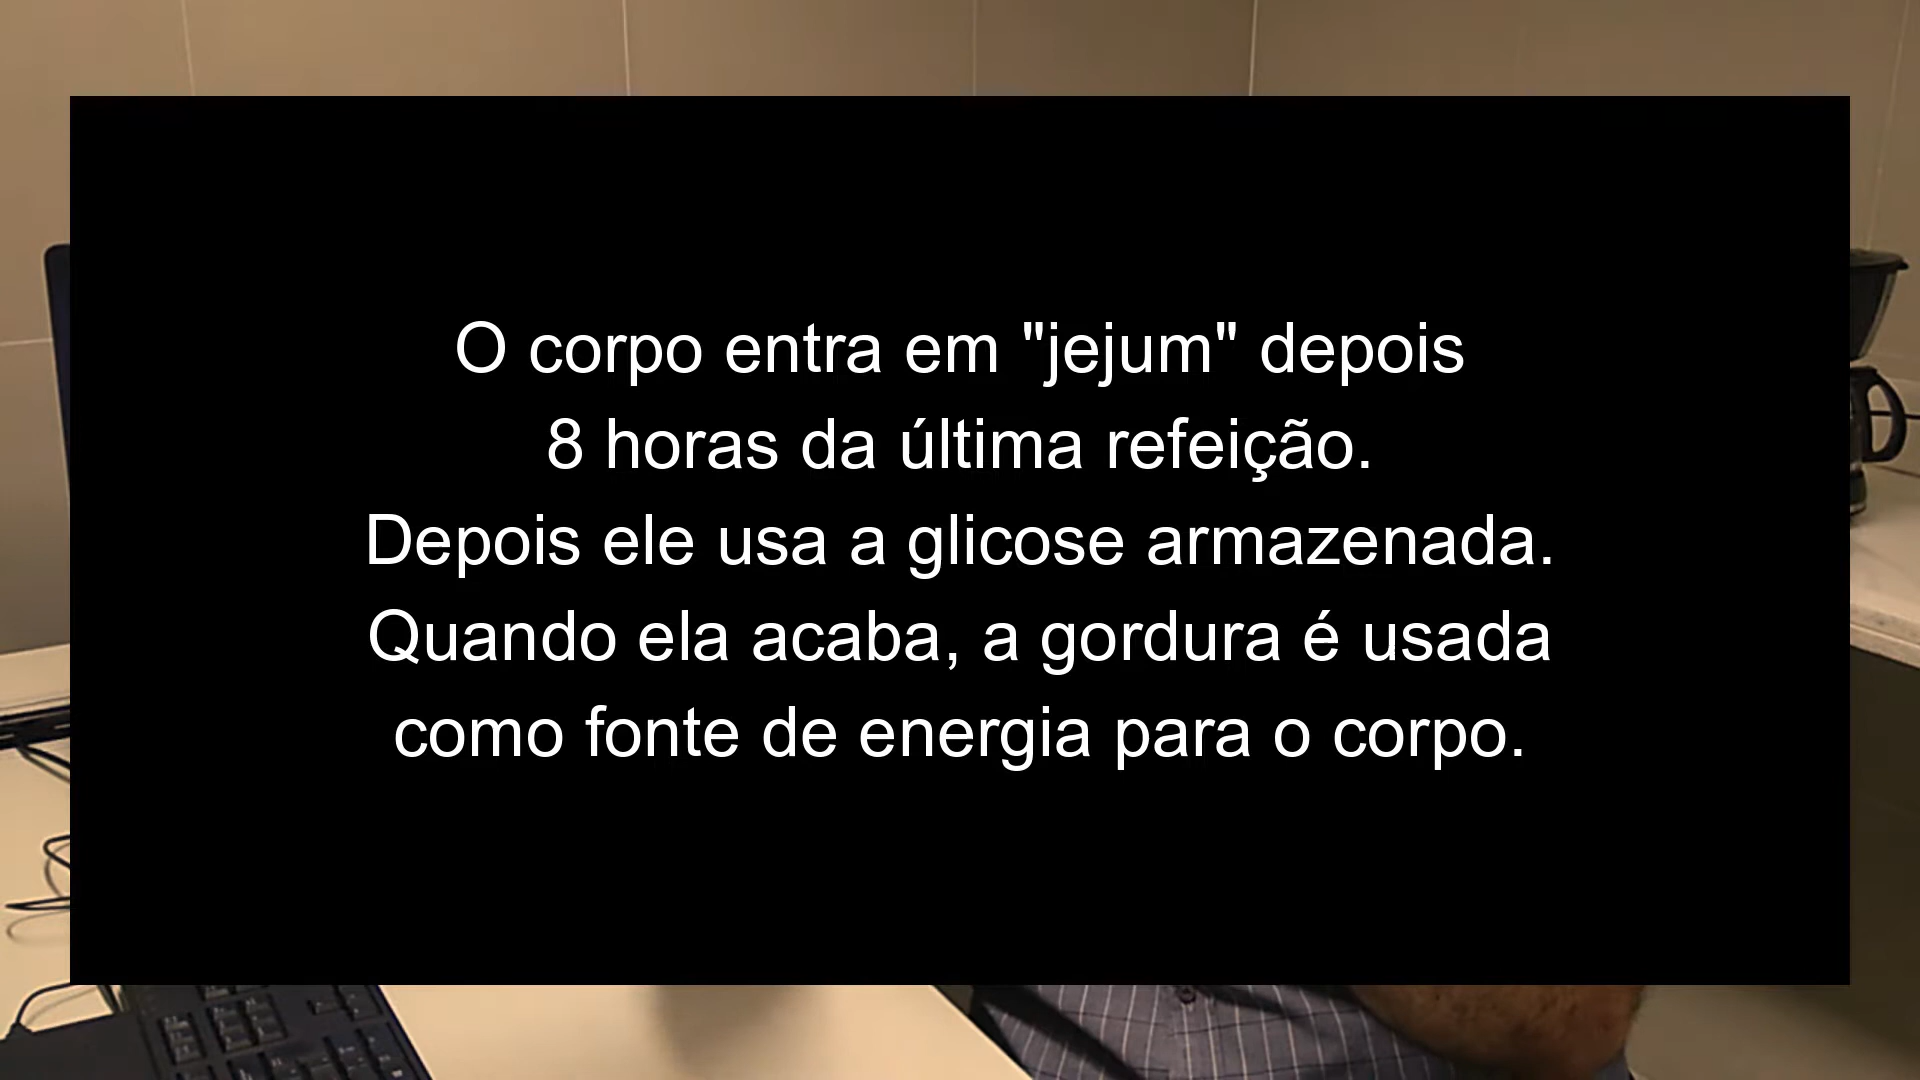 O corpo entra em "jejum" depois
8 horas da última refeição.
Depois ele usa a glicose armazenada.
Quando ela acaba, a gordura é usada
como fonte de energia para o corpo.